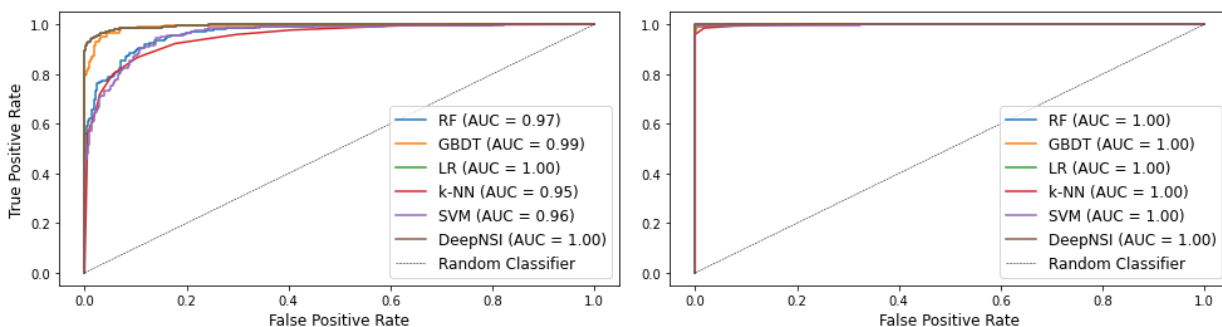 True Positive Rate
1.0
0.8
0.6
0.4
0.2
0.0
RF (AUC = 0.97)
GBDT (AUC = 0.99)
LR (AUC = 1.00)
k-NN (AUC = 0.95)
SVM (AUC = 0.96)
DeepNSI (AUC = 1.00)
Random Classifier
0.0 0.2 0.4 0.6 0.8 1.0
False Positive Rate
1.0
0.8
0.6
0.4
0.2
0.0
RF (AUC = 1.00)
GBDT (AUC = 1.00)
LR (AUC = 1.00)
k-NN (AUC = 1.00)
SVM (AUC = 1.00)
DeepNSI (AUC = 1.00)
Random Classifier
0.0 0.2 0.4 0.6 0.8 1.0
False Positive Rate